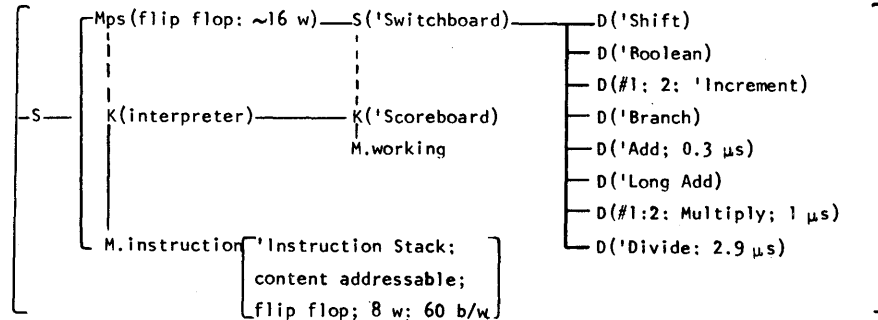 Mps(flip flop: ~16 w) S('Switchboard) D('Shift)
D('Boolean)
D(#1: 2: 'Increment)
S K(interpreter) K('Scoreboard) D('Branch)
M.working D('Add; 0.3 μs)
D('Long Add)
D(#1:2: Multiply; 1 μs)
M.instruction 'Instruction Stack; D('Divide; 2.9 μs)
content addressable;
flip flop; 8 w; 60 b/w